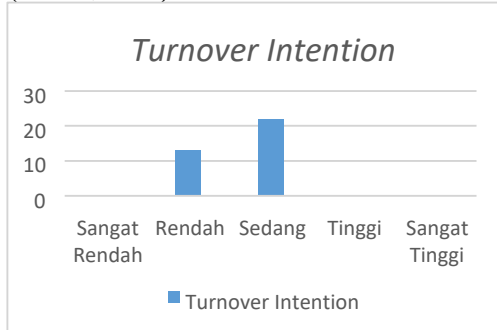 Turnover Intention
30
20
10
0
Sangat Rendah Rendah Sedang Tinggi Sangat Tinggi
Turnover Intention